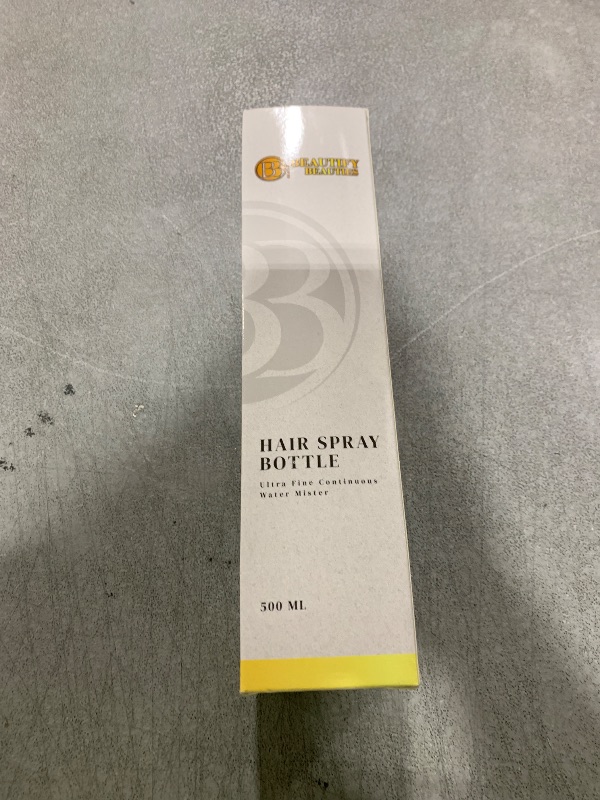 BEAUTIFY
BEAUTIES
HAIR SPRAY
BOTTLE
Ultra Fine Continuous
Water Mister
500 ML